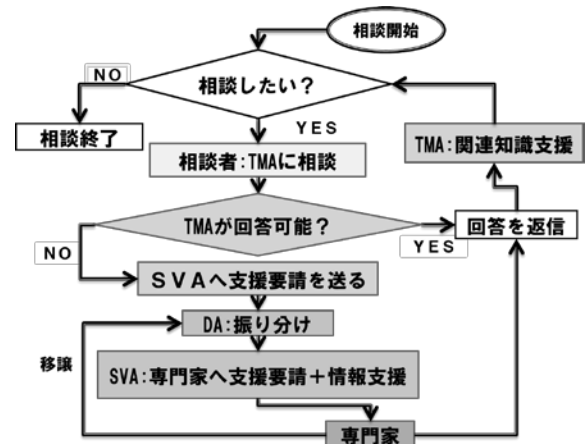 相談開始
NO
相談したい？
YES
相談終了
相談者：TMAに相談
TMA：関連知識支援
TMAが回答可能？
回答を返信
NO
YES
ＳＶＡへ支援要請を送る
DA：振り分け
移譲
SVA：専門家へ支援要請＋情報支援
専門家